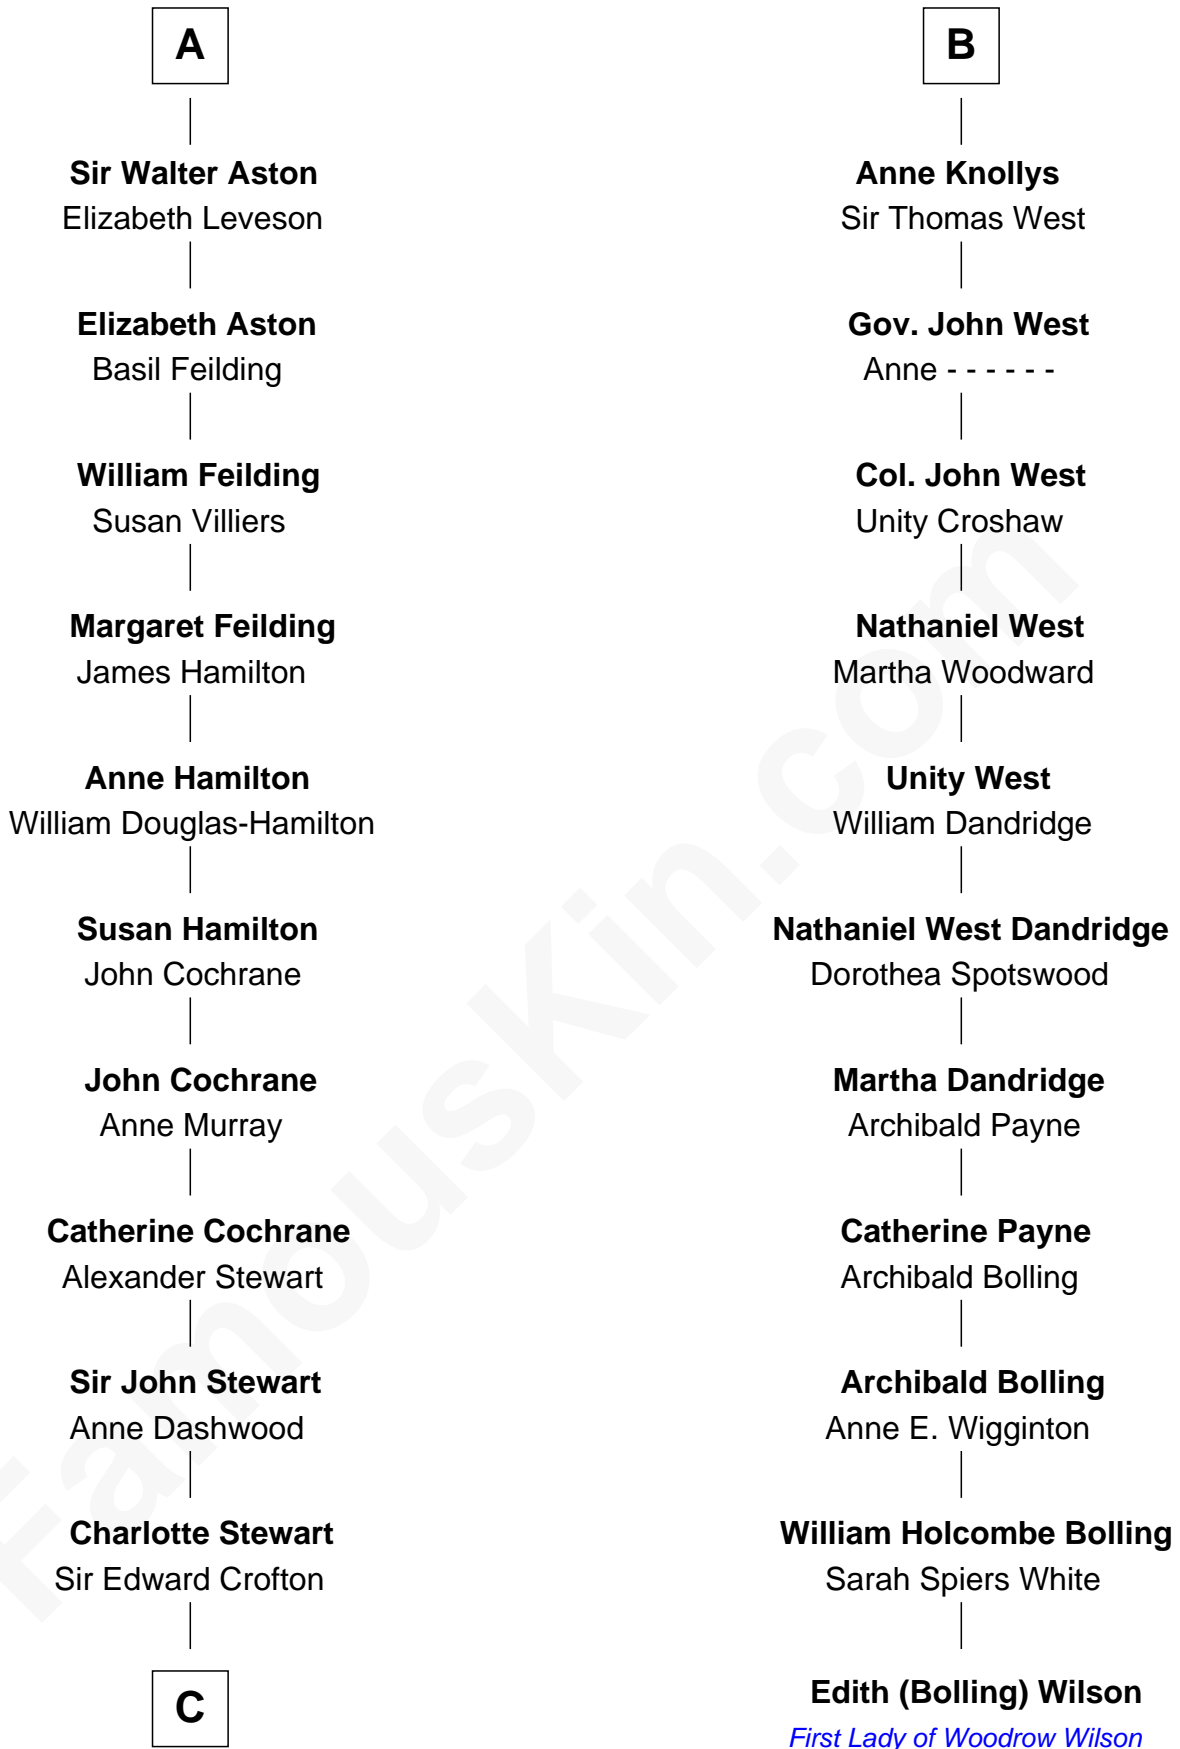 A
Sir Walter Aston
Elizabeth Leveson
Elizabeth Aston
Basil Feilding
William Feilding
Susan Villiers
Margaret Feilding
James Hamilton
Anne Hamilton
William Douglas-Hamilton
Susan Hamilton
John Cochrane
John Cochrane
Anne Murray
Catherine Cochrane
Alexander Stewart
Sir John Stewart
Anne Dashwood
Charlotte Stewart
Sir Edward Crofton
C
B
Anne Knollys
Sir Thomas West
Gov. John West
Anne - - - - - -
Col. John West
Unity Croshaw
Nathaniel West
Martha Woodward
Unity West
William Dandridge
Nathaniel West Dandridge
Dorothea Spotswood
Martha Dandridge
Archibald Payne
Catherine Payne
Archibald Bolling
Archibald Bolling
Anne E. Wigginton
William Holcombe Bolling
Sarah Spiers White
Edith (Bolling) Wilson
First Lady of Woodrow Wilson
FamousKin.com